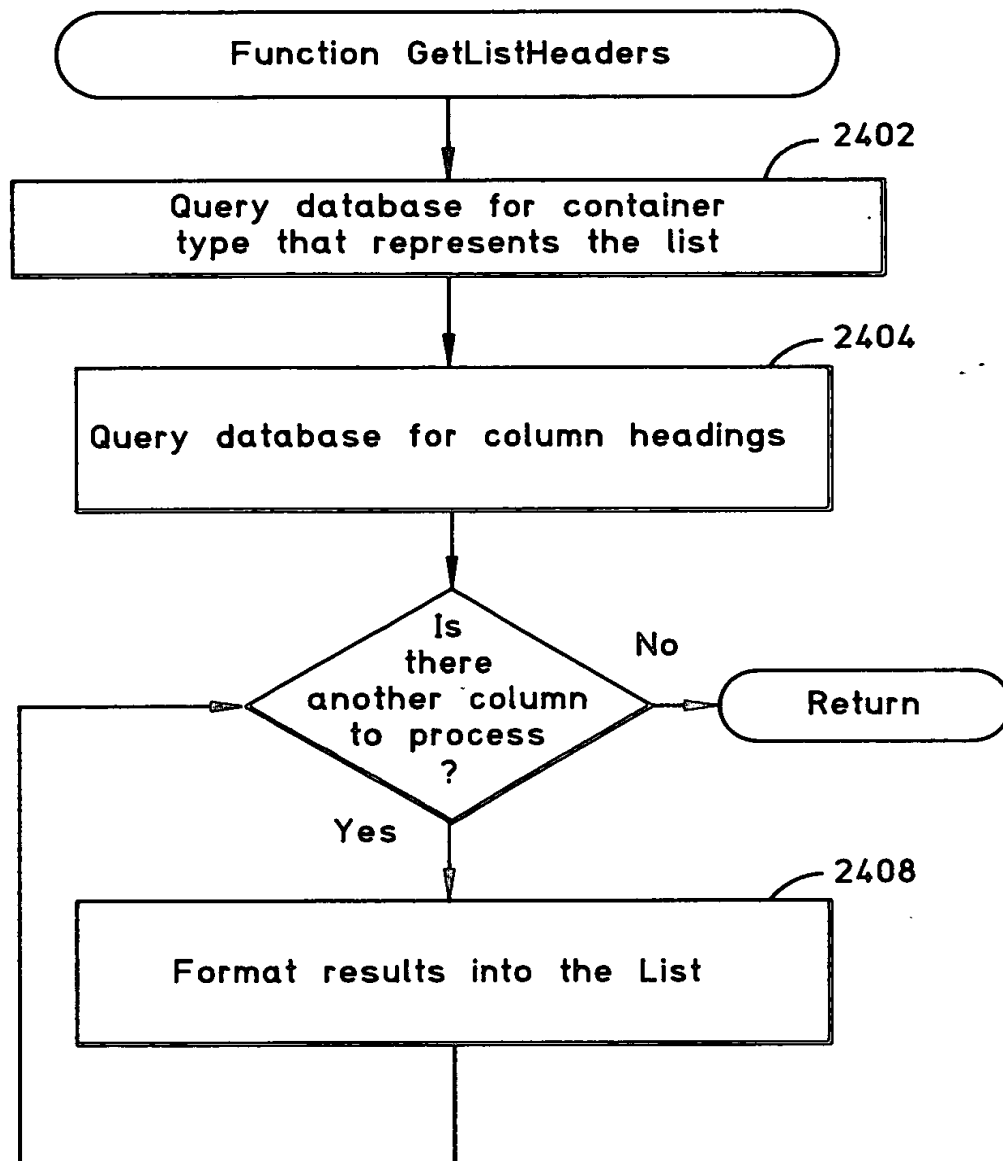 Function GetListHeaders
2402
Query database for container
type that represents the list
2404
Query database for column headings
Is
there
another column
to process
?
No
Return
Yes
2408
Format results into the List